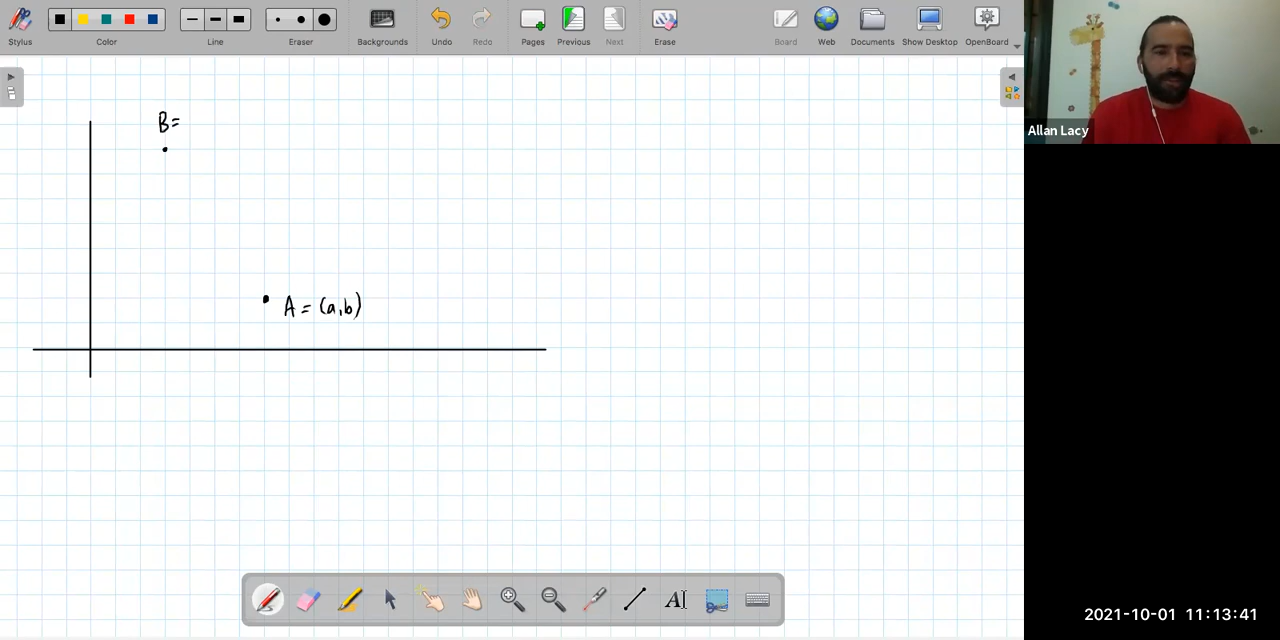 Stylus
Color
Line
Eraser
Backgrounds
Undo
Redo
Pages
Previous
Next
Erase
Board
Web
Documents
Show Desktop
OpenBoard
B=
Allan Lacy
A = (a,b)
2021-10-01 11:13:41